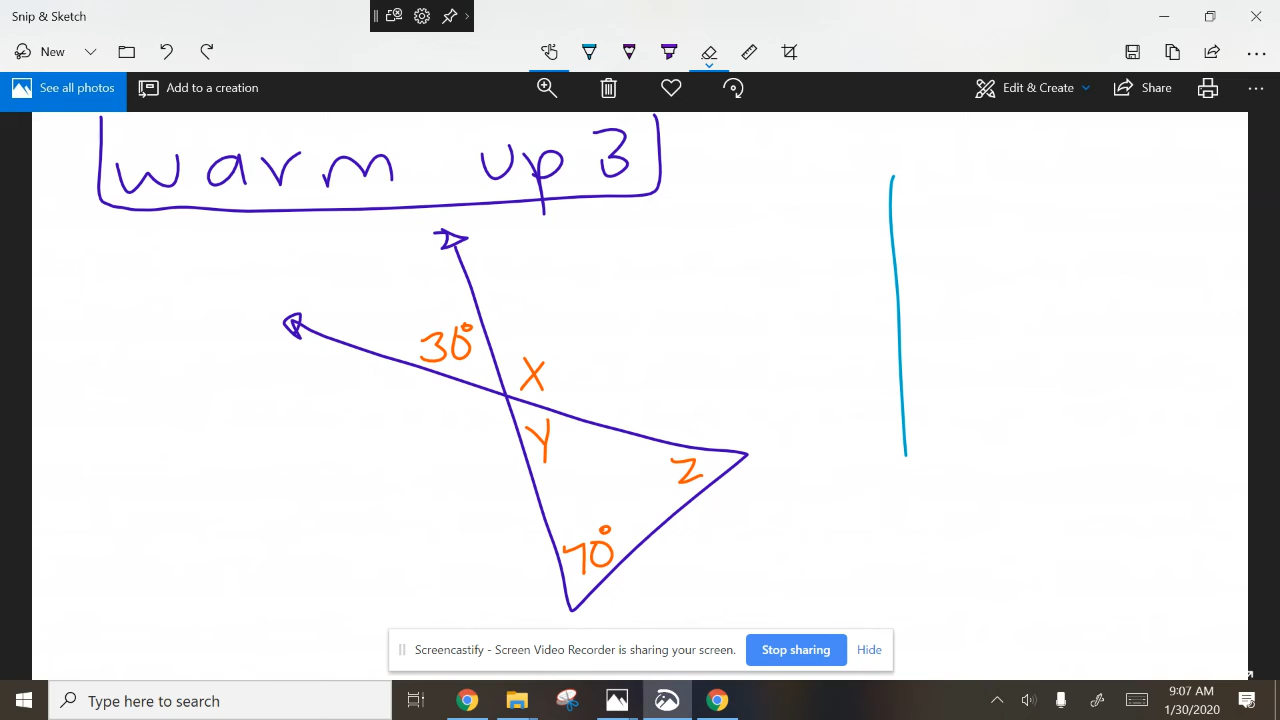 Snip & Sketch
New
See all photos
Add to a creation
Edit & Create
Share
Warm up 3
30°
X
Y
Z
70°
Screencastify - Screen Video Recorder is sharing your screen.
Stop sharing
Hide
Type here to search
9:07 AM
1/30/2020